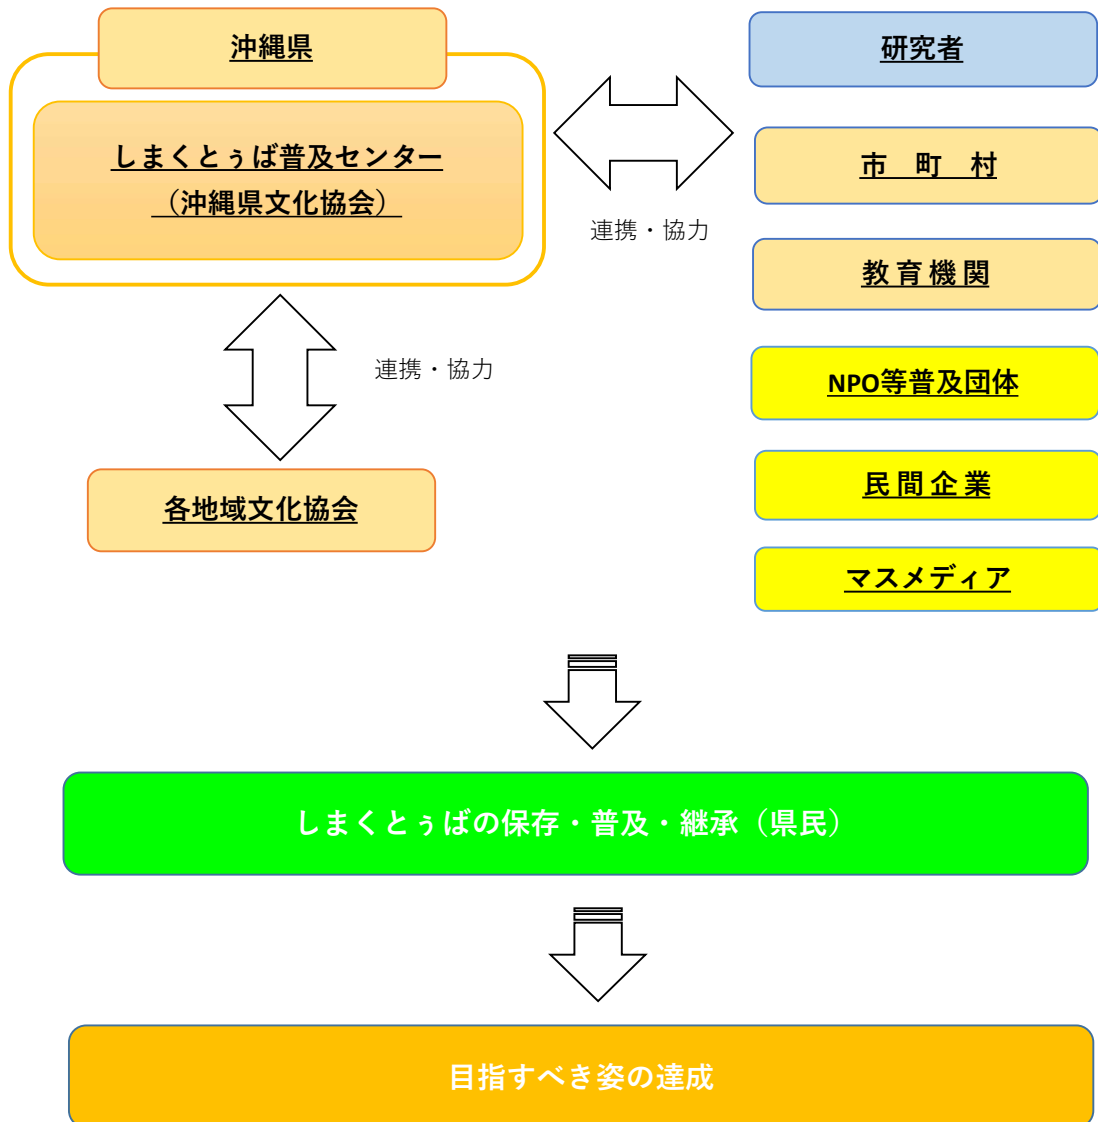 沖縄県
しまくとぅば普及センター
（沖縄県文化協会）
連携・協力
各地域文化協会
連携・協力
研究者
市　町　村
教 育 機 関
NPO等普及団体
民 間 企 業
マスメディア
しまくとぅばの保存・普及・継承（県民）
目指すべき姿の達成